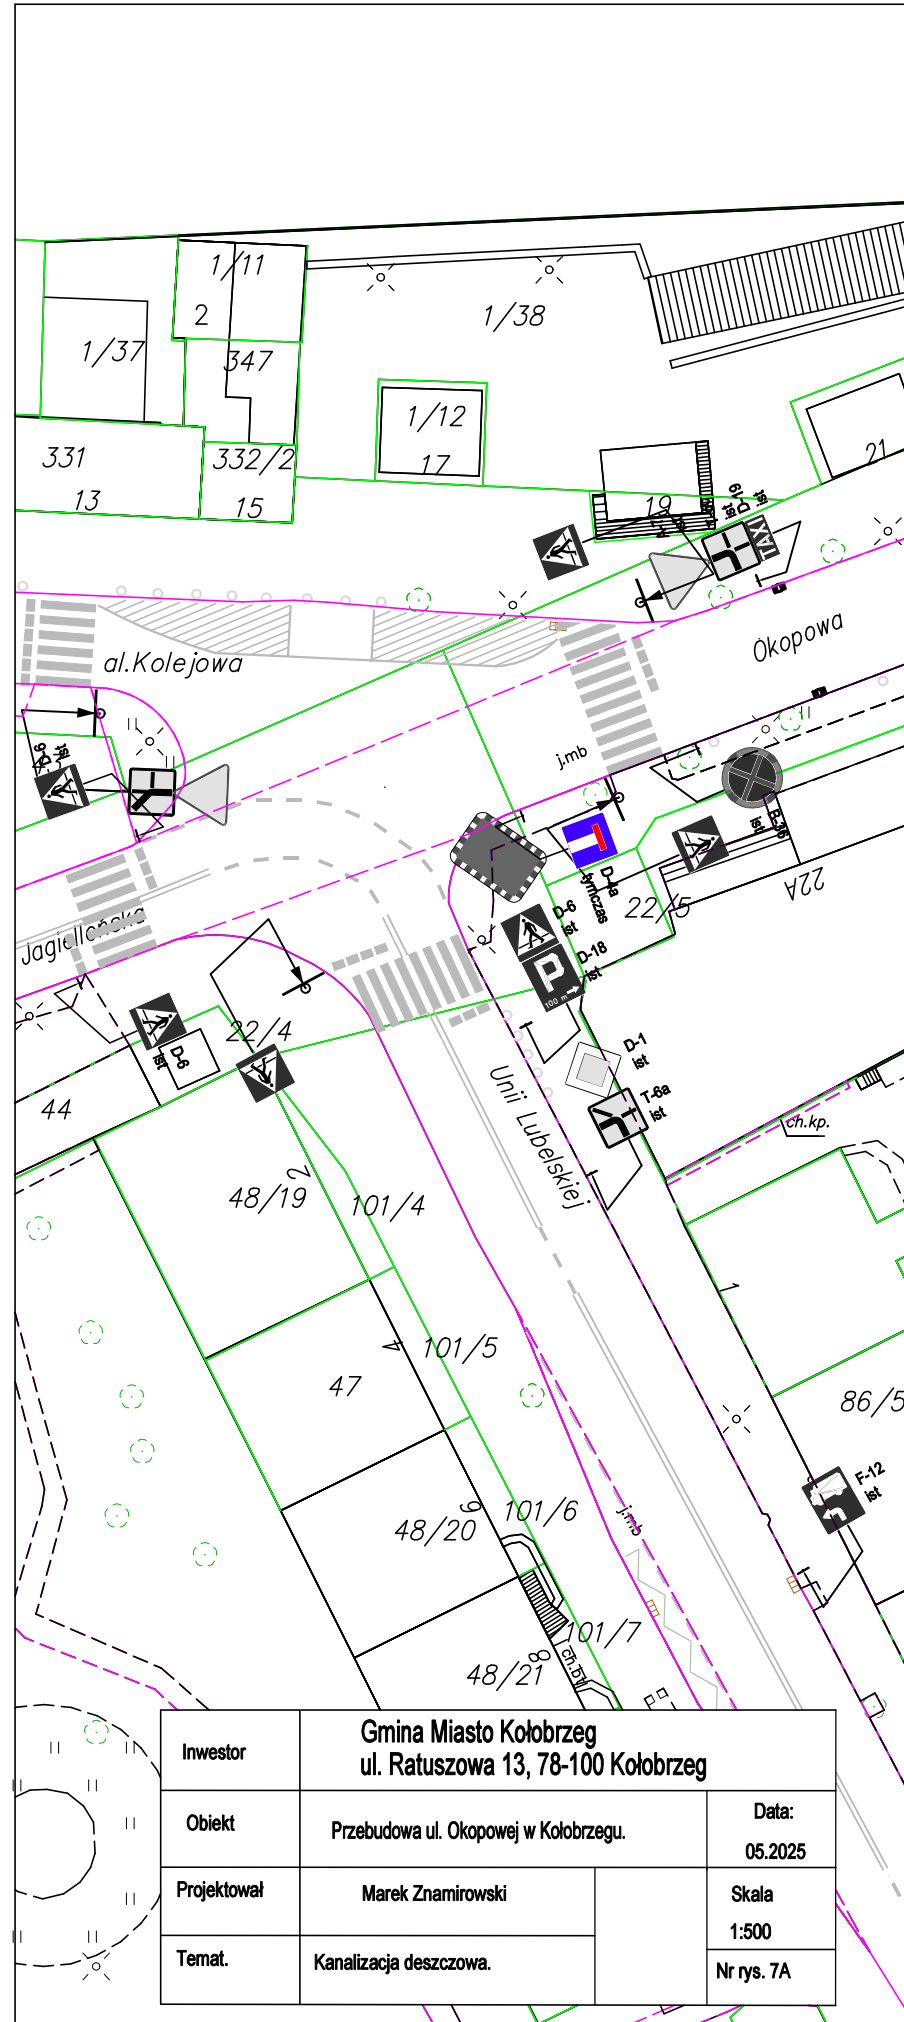 1/11
2
1/38
1/37
347
1/12
17
331
13
332/2
15
19
21
D-19
ist
ist
TAXI
Okopowa
al.Kolejowa
j.mb
D-6
ist
B-36
ist
22A
D-4a
tymczas
22/5
D-6
ist
D-18
ist
P
100 m
Jagiellońska
D-6
ist
22/4
44
D-1
ist
T-6a
ist
Unii Lubelskiej
ch.kp.
2
48/19
101/4
1
4
101/5
47
86/5
F-12
ist
6
101/6
48/20
j.mb
101/7
8
48/21
ch.bt
Inwestor
Gmina Miasto Kołobrzeg
ul. Ratuszowa 13, 78-100 Kołobrzeg
Obiekt
Przebudowa ul. Okopowej w Kołobrzegu.
Data:
05.2025
Projektował
Marek Znamirowski
Skala
1:500
Temat.
Kanalizacja deszczowa.
Nr rys. 7A